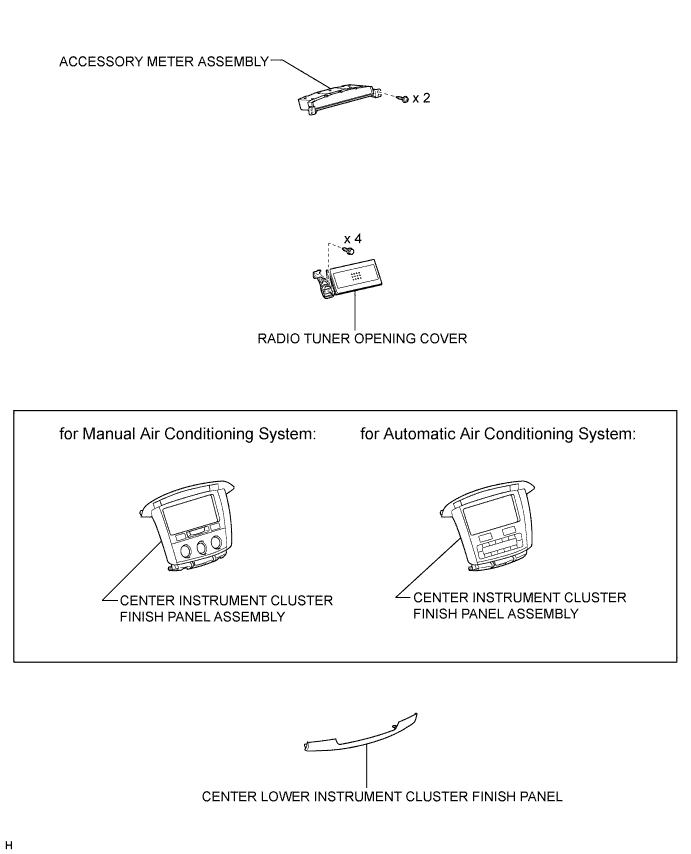 ACCESSORY METER ASSEMBLY
x 2
x 4
RADIO TUNER OPENING COVER
for Manual Air Conditioning System:
for Automatic Air Conditioning System:
CENTER INSTRUMENT CLUSTER
FINISH PANEL ASSEMBLY
CENTER INSTRUMENT CLUSTER
FINISH PANEL ASSEMBLY
CENTER LOWER INSTRUMENT CLUSTER FINISH PANEL
H